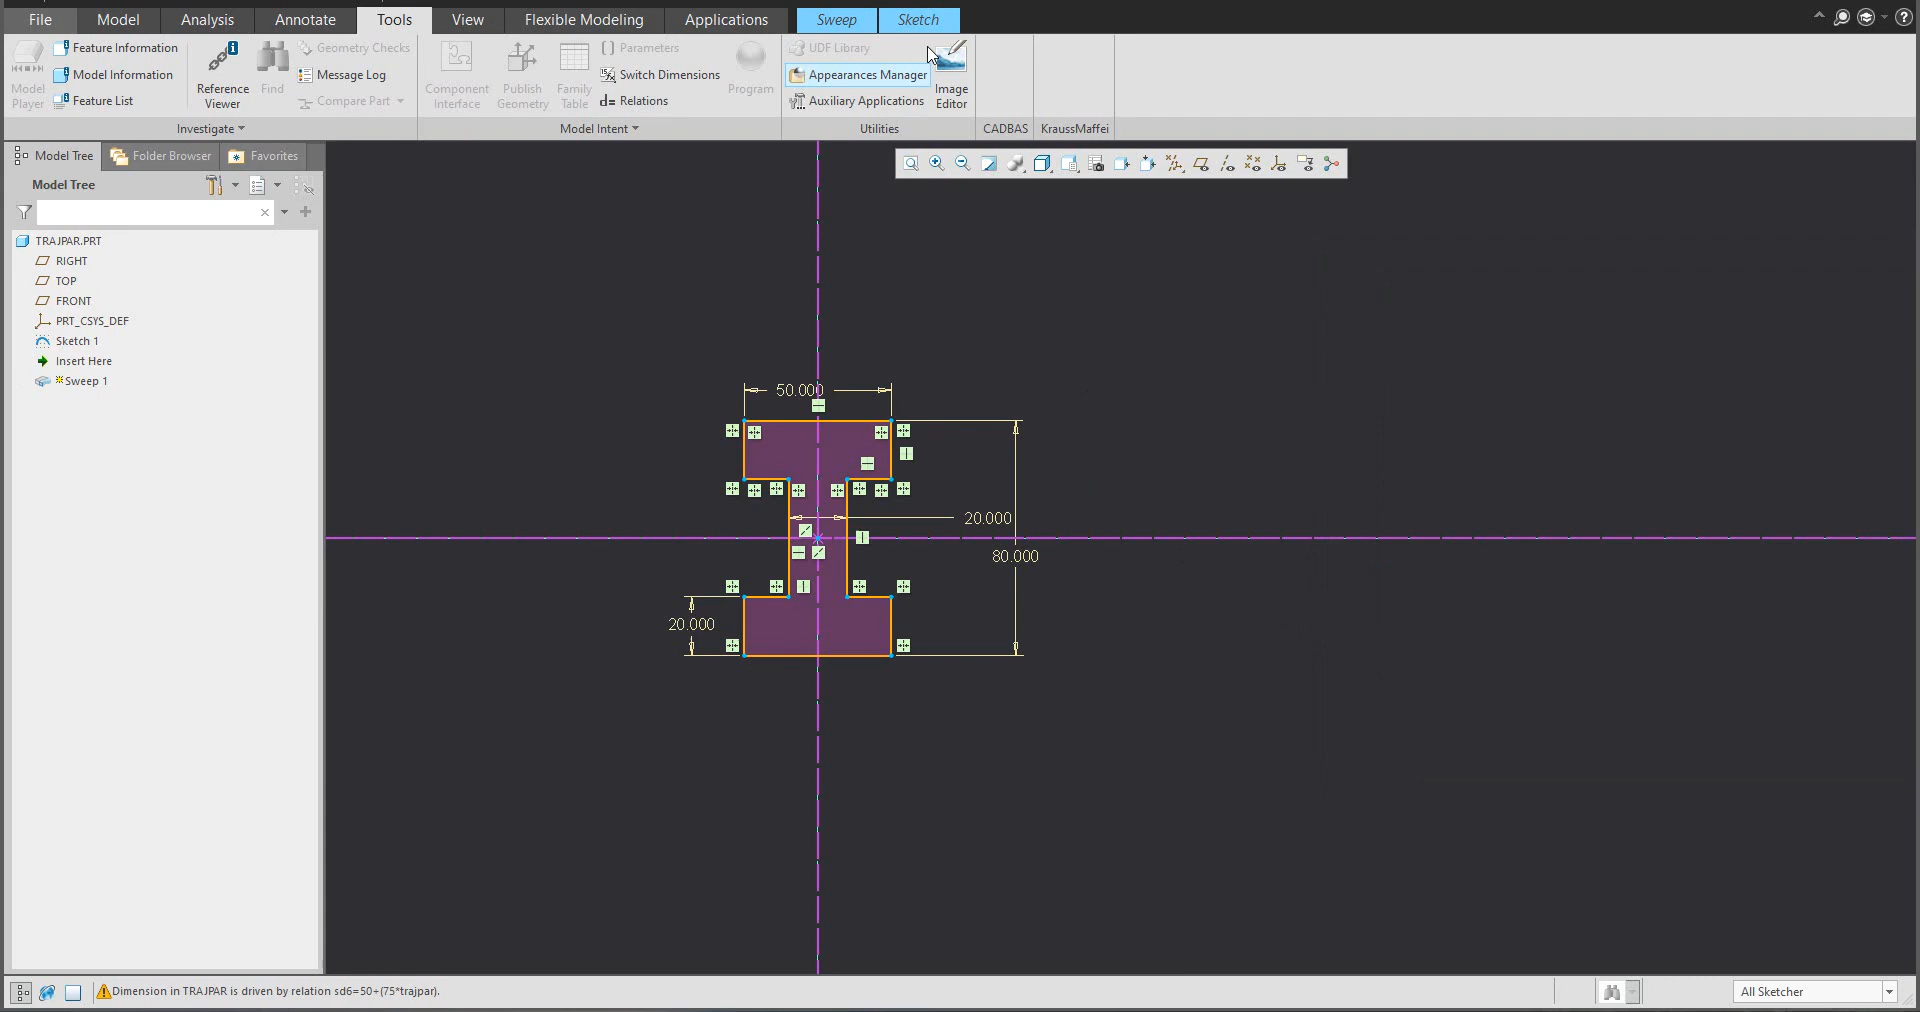 File Model Analysis Annotate Tools View Flexible Modeling Applications Sweep Sketch
Model Player
Feature Information
Model Information
Feature List
Reference Viewer
Find
Geometry Checks
Message Log
Compare Part
Investigate
Component Interface
Publish Geometry
Family Table
Parameters
Switch Dimensions
d= Relations
Program
Model Intent
UDF Library
Appearances Manager
Auxiliary Applications
Image Editor
Utilities
CADBAS
KraussMaffei
Model Tree Folder Browser Favorites
Model Tree
TRAJPAR.PRT
RIGHT
TOP
FRONT
PRT_CSYS_DEF
Sketch 1
Insert Here
Sweep 1
50.000
20.000
80.000
20.000
Dimension in TRAJPAR is driven by relation sd6=50+(75*trajpar).
All Sketcher